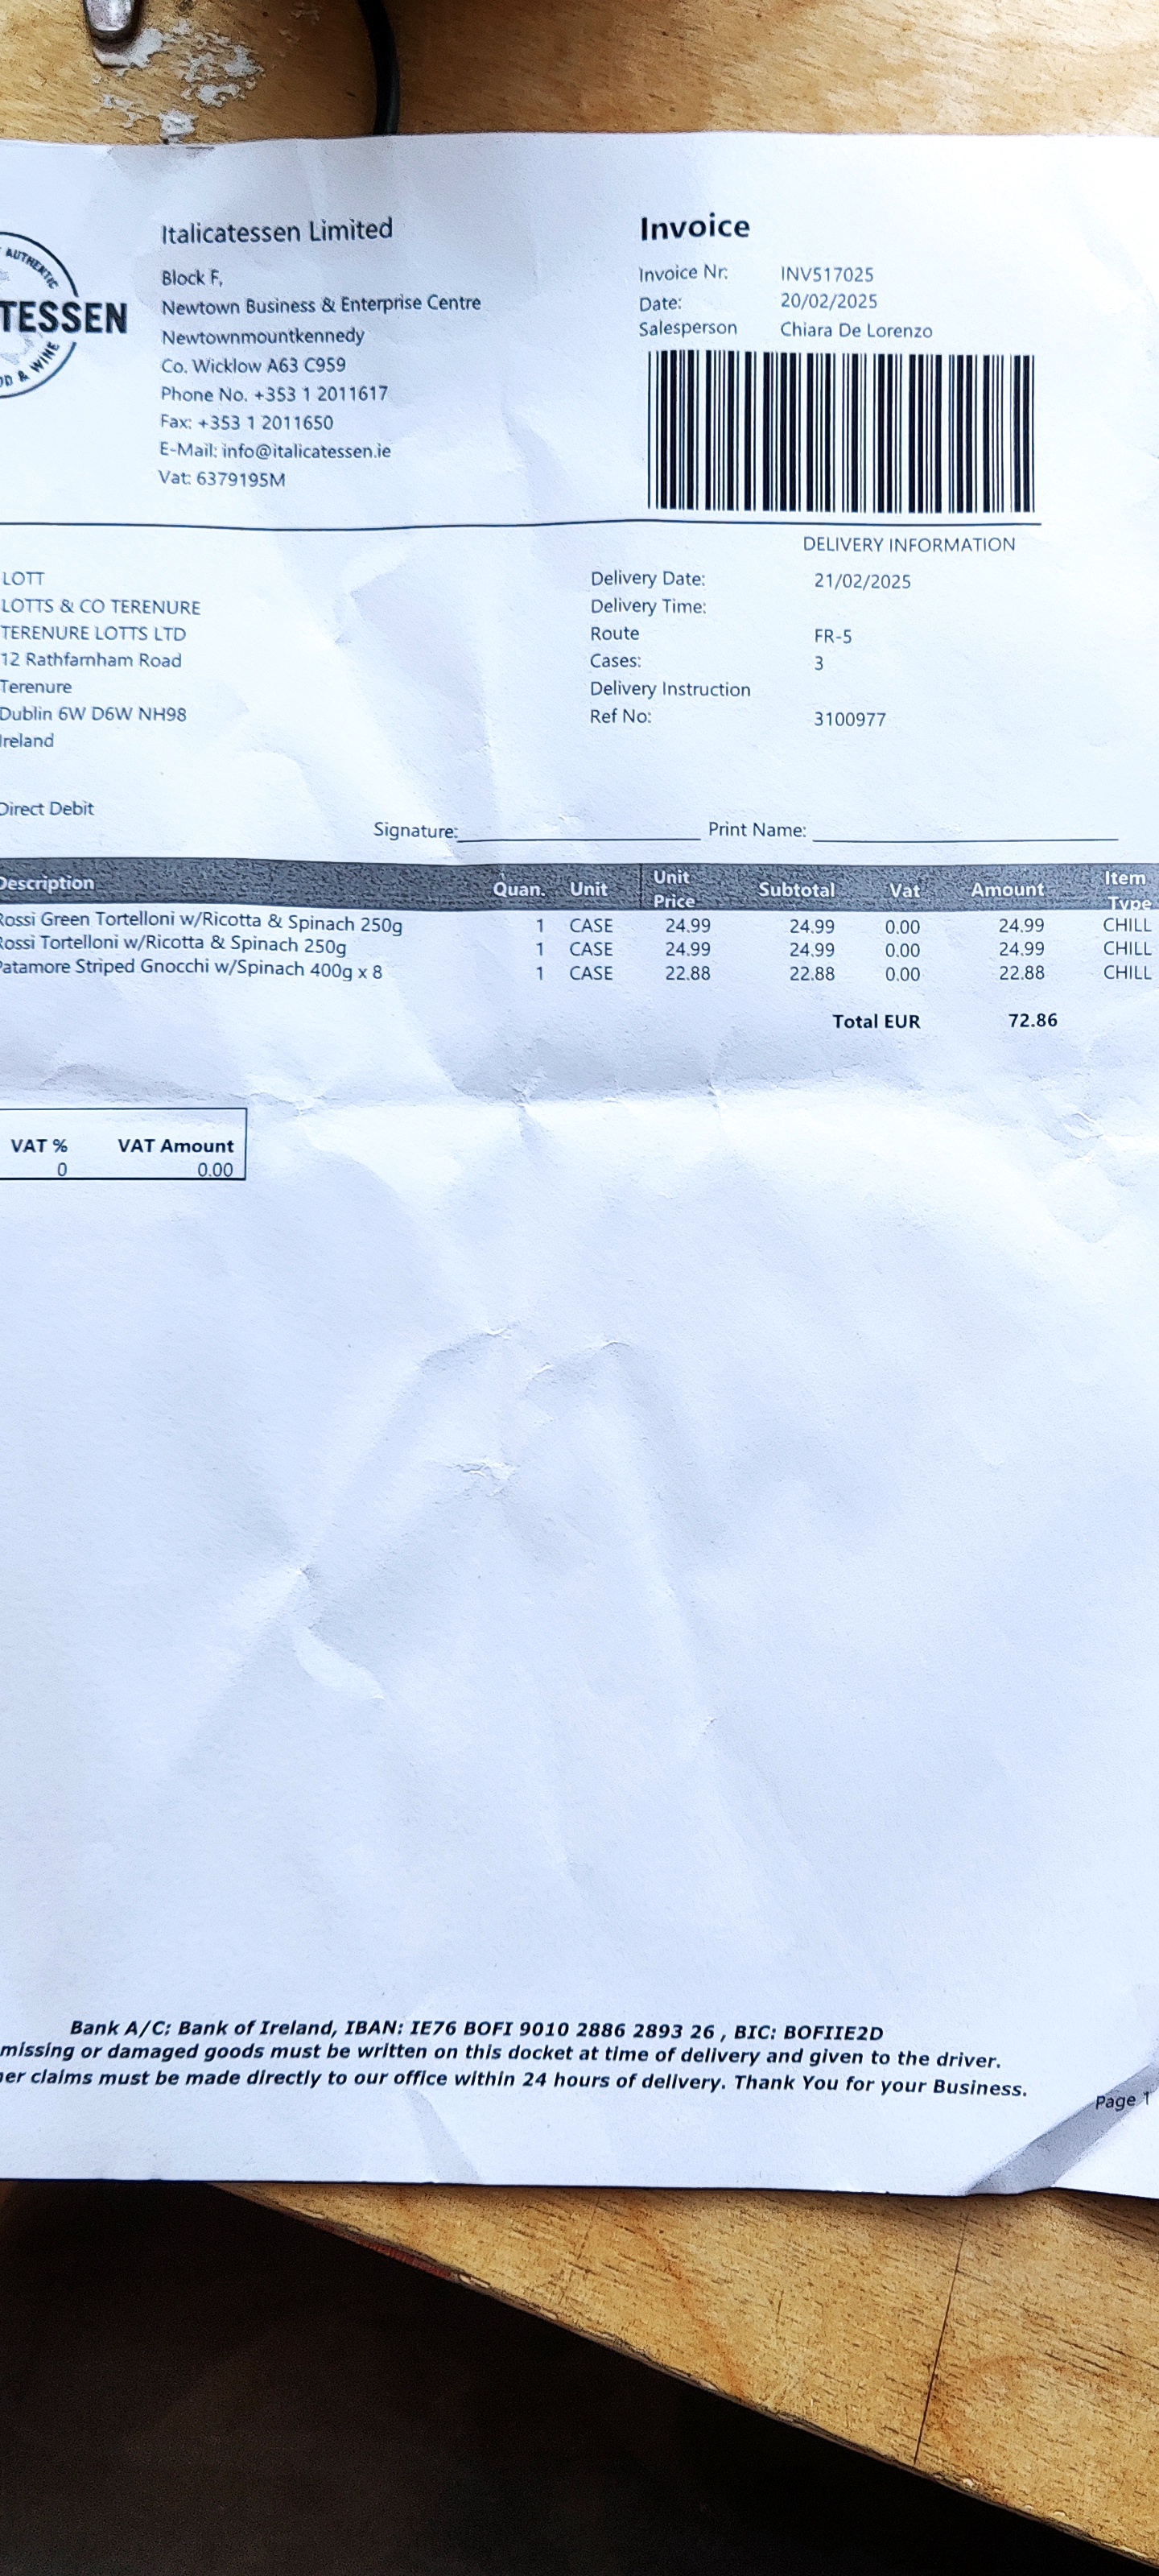 AUTHENTIC
TESSEN
& WINE
Italicatessen Limited
Block F,
Newtown Business & Enterprise Centre
Newtownmountkennedy
Co. Wicklow A63 C959
Phone No. +353 1 2011617
Fax: +353 1 2011650
E-Mail: info@italicatessen.ie
Vat: 6379195M
Invoice
Invoice Nr: INV517025
Date: 20/02/2025
Salesperson Chiara De Lorenzo
LOTT
LOTTS & CO TERENURE
TERENURE LOTTS LTD
12 Rathfarnham Road
Terenure
Dublin 6W D6W NH98
Ireland
DELIVERY INFORMATION
Delivery Date: 21/02/2025
Delivery Time:
Route FR-5
Cases: 3
Delivery Instruction
Ref No: 3100977
Direct Debit
Signature: Print Name:
Description Quan. Unit Unit Price Subtotal Vat Amount Item Type
Rossi Green Tortelloni w/Ricotta & Spinach 250g 1 CASE 24.99 24.99 0.00 24.99 CHILL
Rossi Tortelloni w/Ricotta & Spinach 250g 1 CASE 24.99 24.99 0.00 24.99 CHILL
Patamore Striped Gnocchi w/Spinach 400g x 8 1 CASE 22.88 22.88 0.00 22.88 CHILL
Total EUR 72.86
VAT % VAT Amount
0 0.00
Bank A/C: Bank of Ireland, IBAN: IE76 BOFI 9010 2886 2893 26 , BIC: BOFIIE2D
missing or damaged goods must be written on this docket at time of delivery and given to the driver.
claims must be made directly to our office within 24 hours of delivery. Thank You for your Business.
Page 1